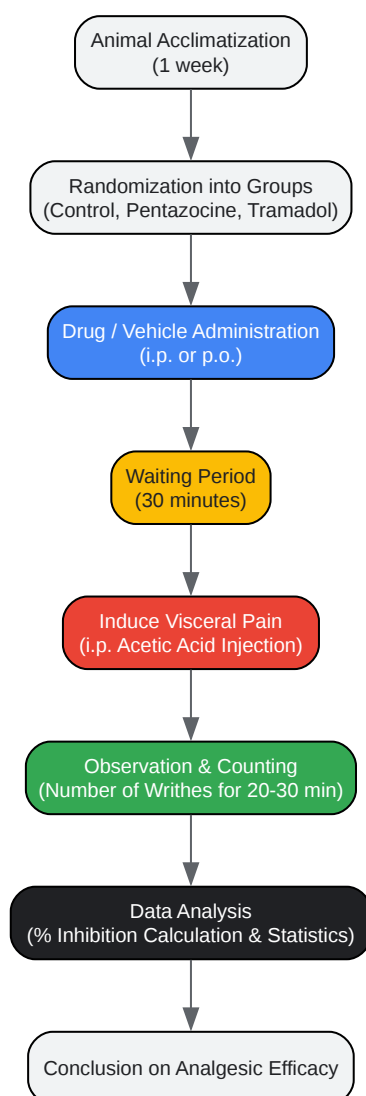 Animal Acclimatization
(1 week)
Randomization into Groups
(Control, Pentazocine, Tramadol)
Drug / Vehicle Administration
(i.p. or p.o.)
Waiting Period
(30 minutes)
Induce Visceral Pain
(i.p. Acetic Acid Injection)
Observation & Counting
(Number of Writhes for 20-30 min)
Data Analysis
(% Inhibition Calculation & Statistics)
Conclusion on Analgesic Efficacy